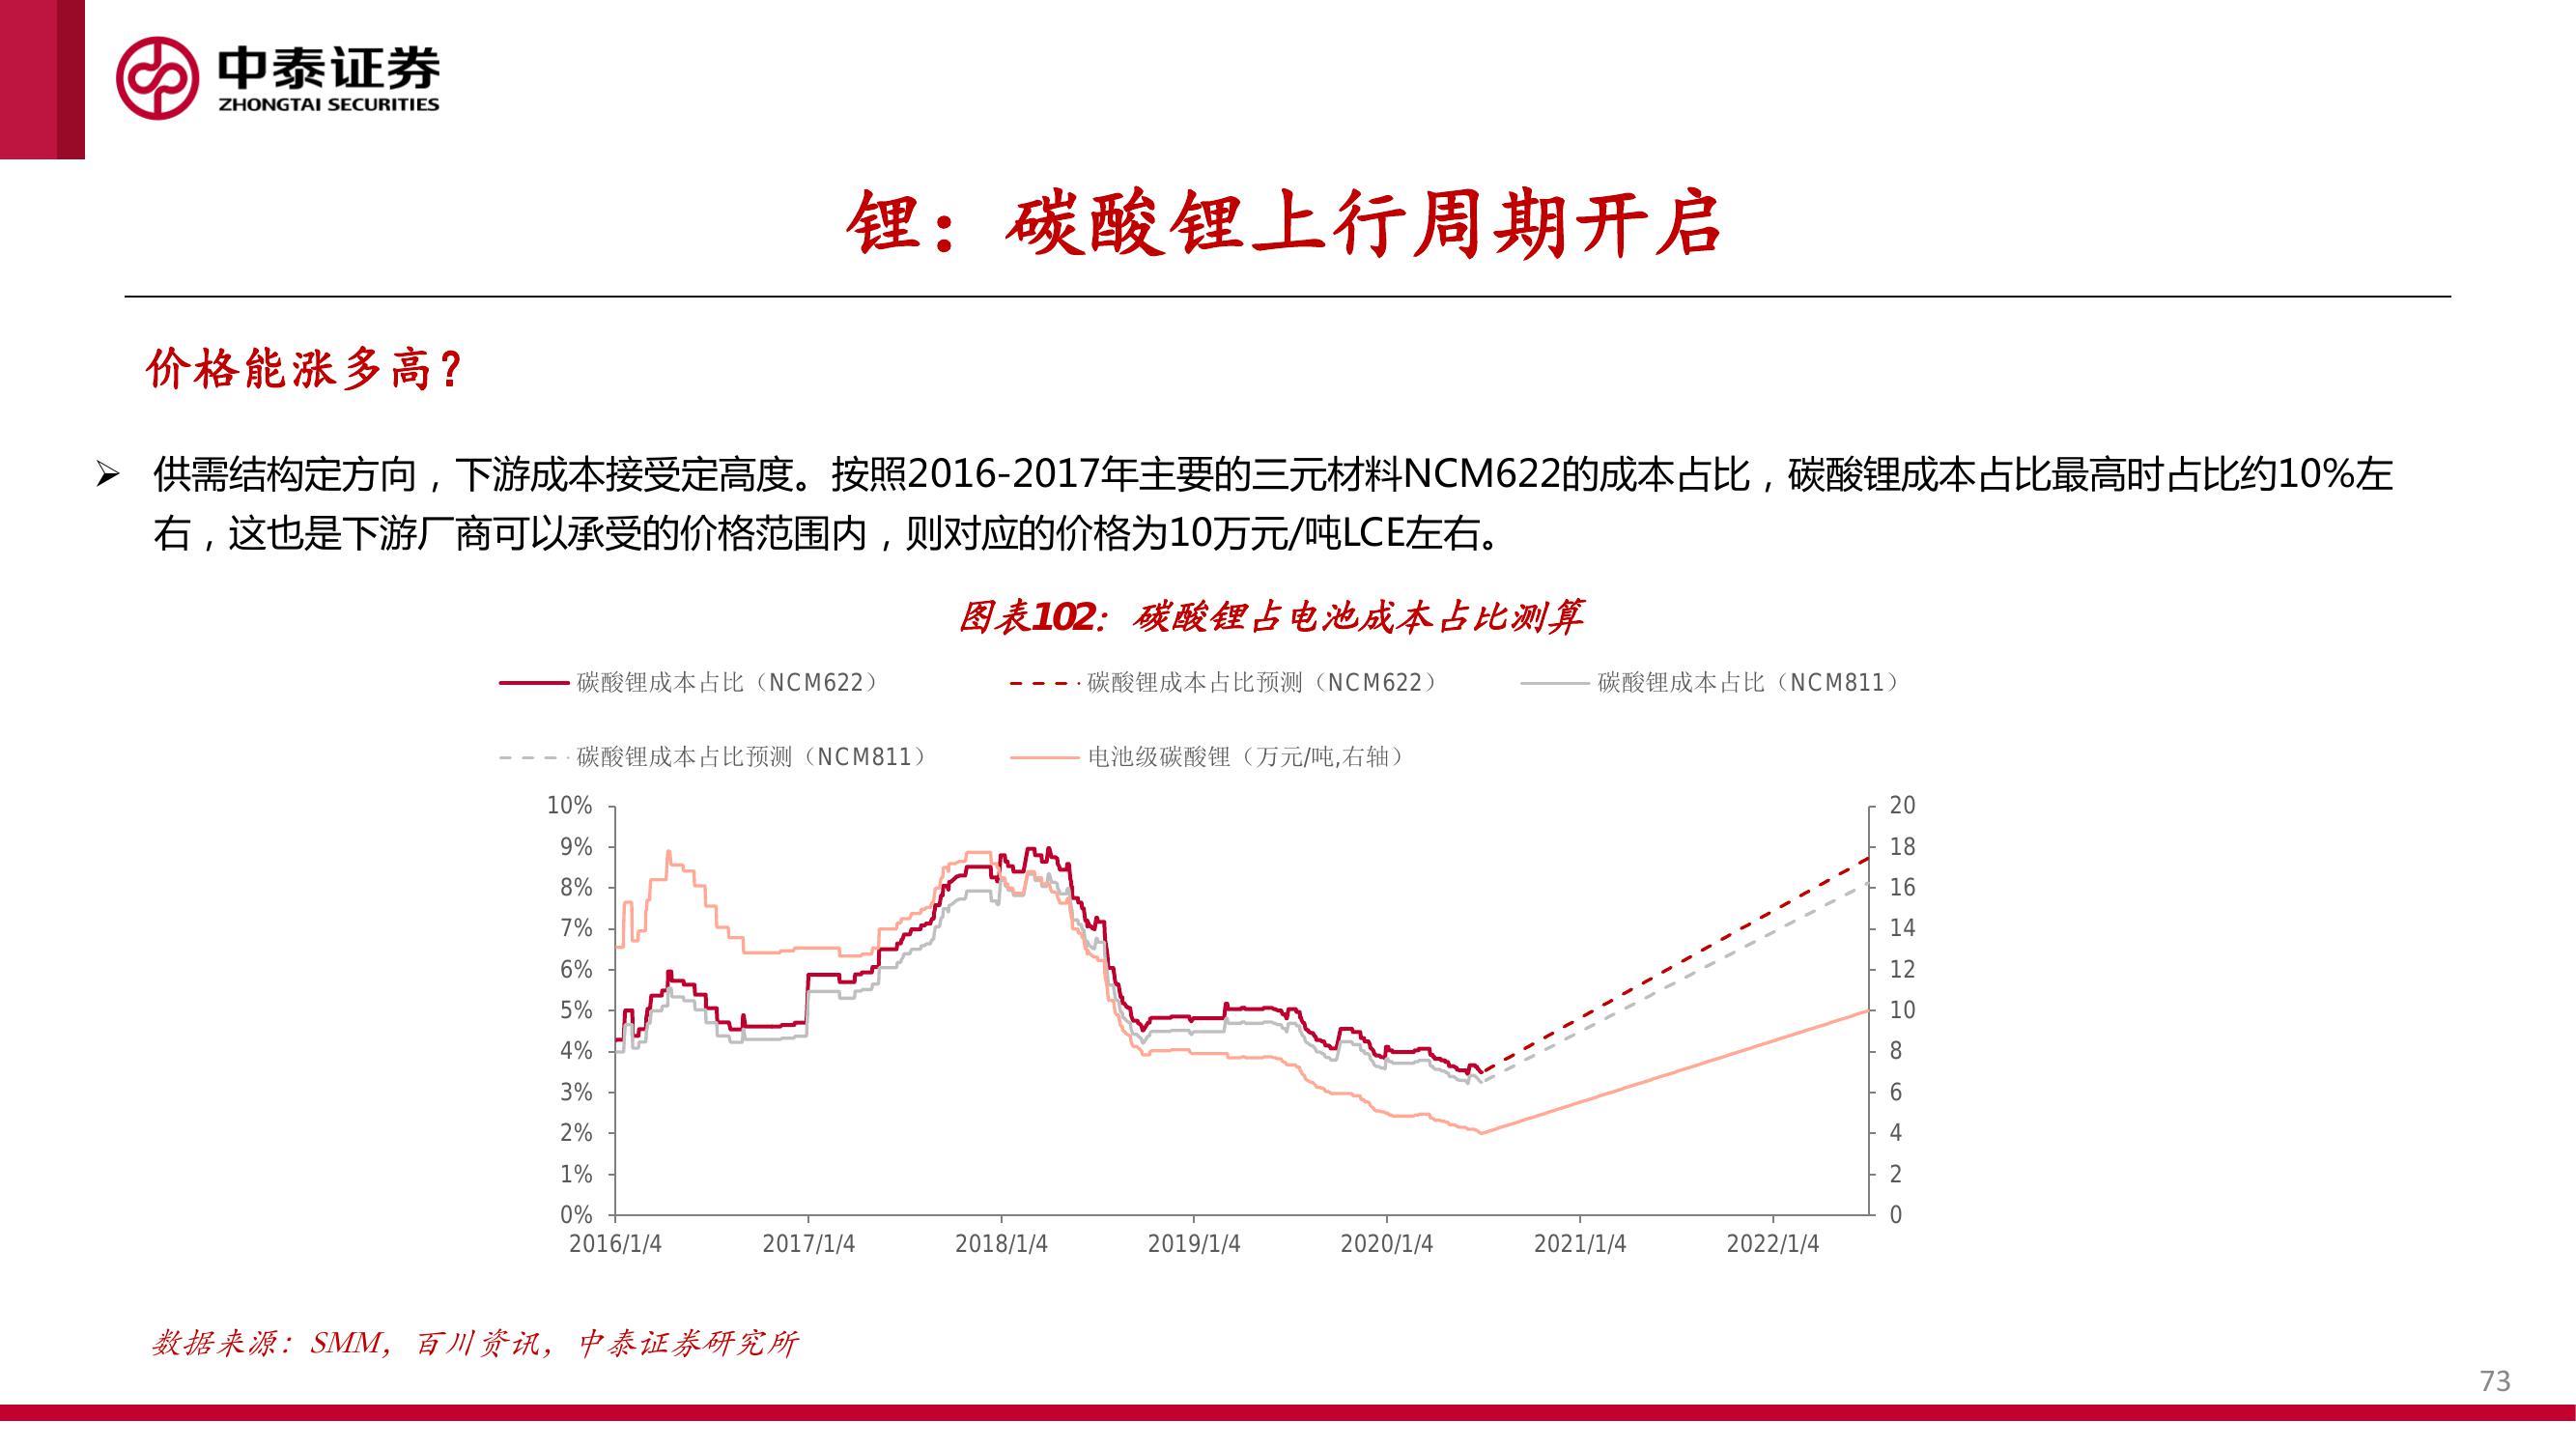 中泰证券
ZHONGTAI SECURITIES
锂：碳酸锂上行周期开启
价格能涨多高？
➢ 供需结构定方向，下游成本接受定高度。按照2016-2017年主要的三元材料NCM622的成本占比，碳酸锂成本占比最高时占比约10%左
右，这也是下游厂商可以承受的价格范围内，则对应的价格为10万元/吨LCE左右。
图表102：碳酸锂占电池成本占比测算
碳酸锂成本占比（NCM622） 碳酸锂成本占比预测（NCM622） 碳酸锂成本占比（NCM811）
碳酸锂成本占比预测（NCM811） 电池级碳酸锂（万元/吨,右轴）
10% 20
9% 18
8% 16
7% 14
6% 12
5% 10
4% 8
3% 6
2% 4
1% 2
0% 0
2016/1/4 2017/1/4 2018/1/4 2019/1/4 2020/1/4 2021/1/4 2022/1/4
数据来源：SMM，百川资讯，中泰证券研究所
73